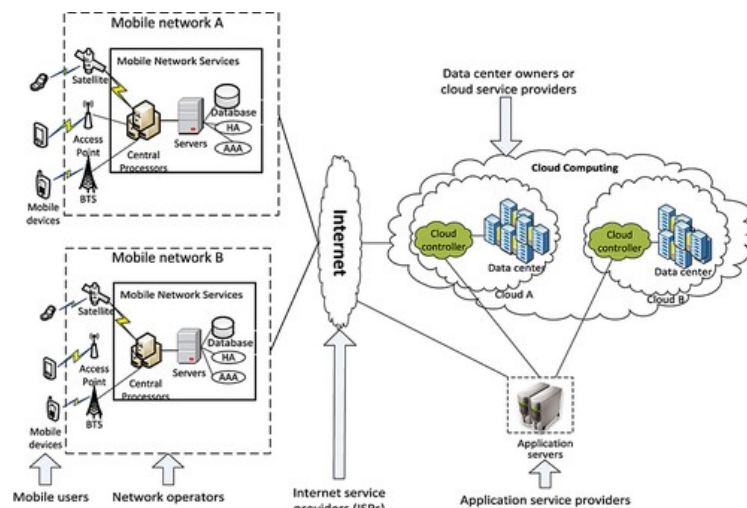 Mobile network A
Mobile Network Services
Satellite
Database
HA
AAA
Servers
Access
Point
Central
Processors
Mobile
devices
BTS
Mobile network B
Mobile Network Services
Satellite
Database
HA
AAA
Servers
Access
Point
Central
Processors
Mobile
devices
BTS
Mobile users
Network operators
Internet
Internet service
providers (ISPs)
Data center owners or
cloud service providers
Cloud Computing
Cloud
controller
Data center
Cloud A
Cloud
controller
Data center
Cloud B
Application
servers
Application service providers